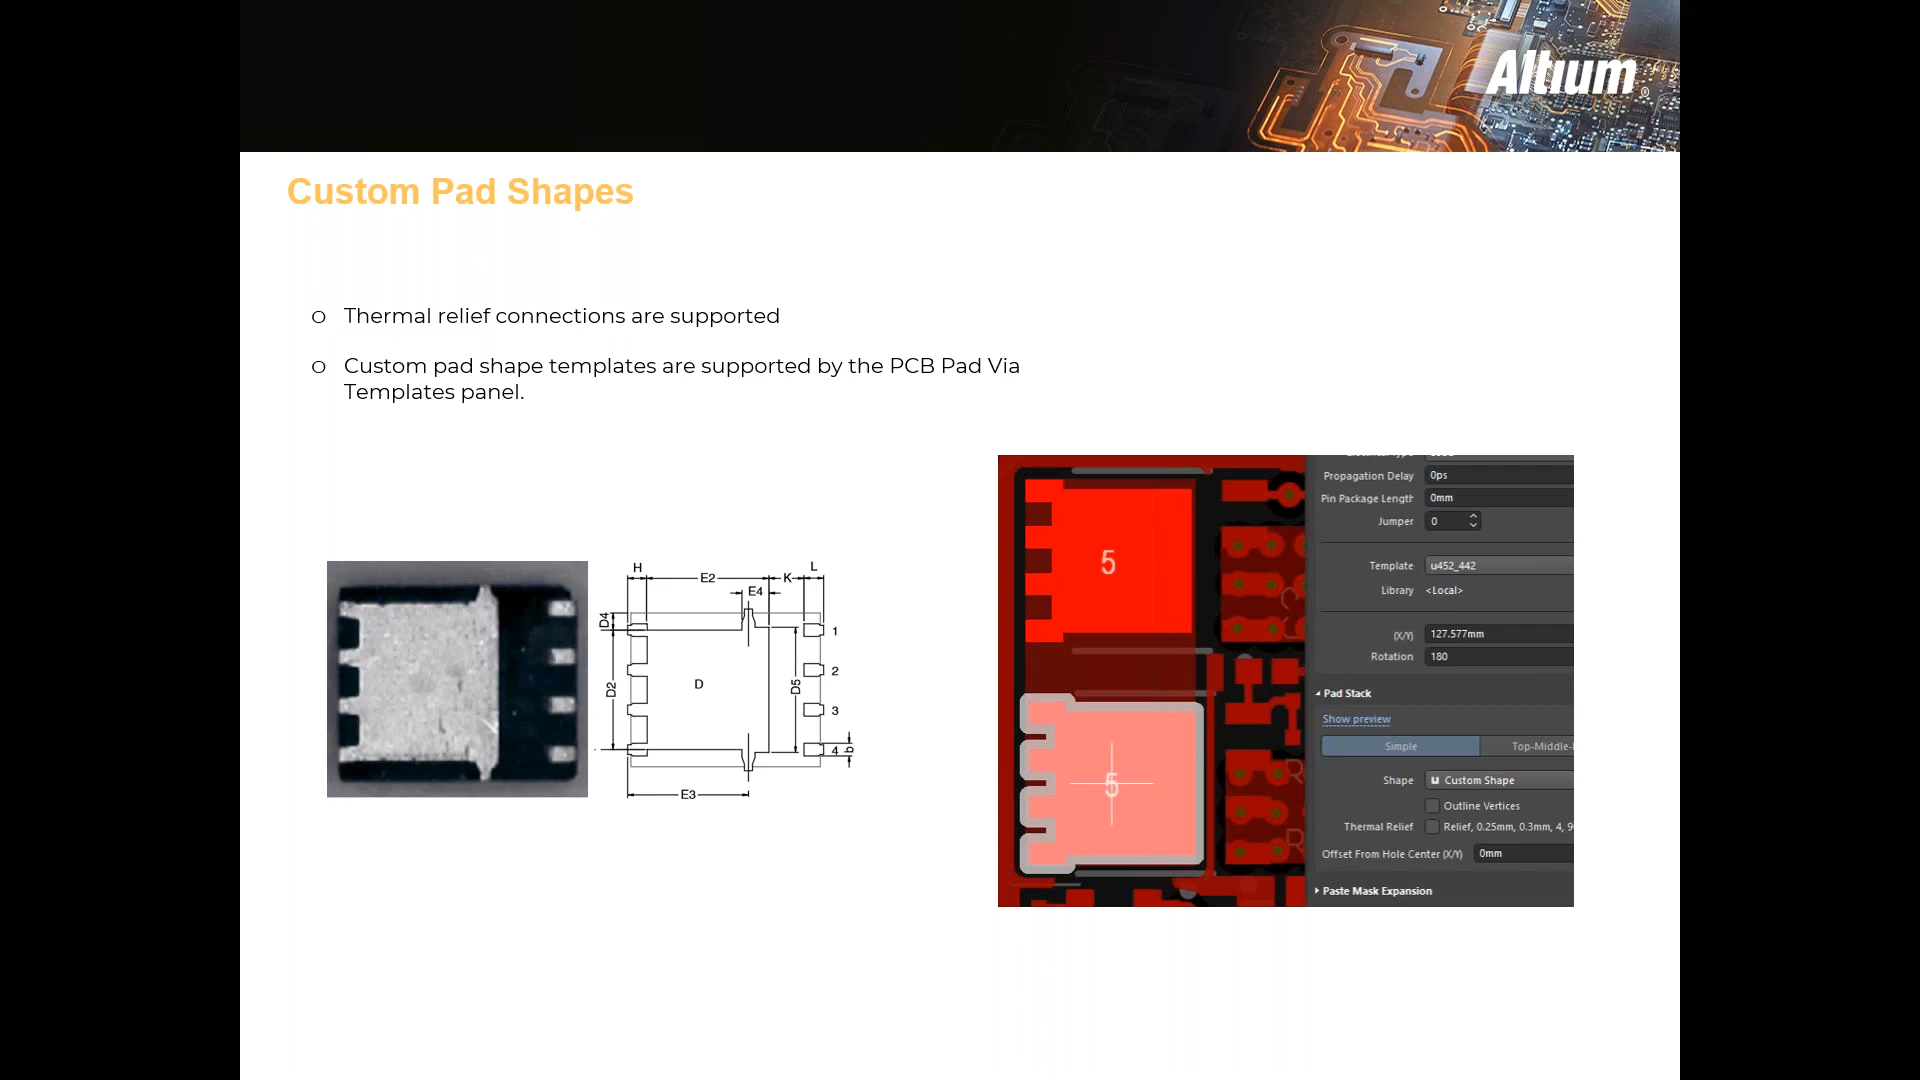 Altium
Custom Pad Shapes
o Thermal relief connections are supported
o Custom pad shape templates are supported by the PCB Pad Via
Templates panel.
H E2 K L
E4
D4
1
2
D2 D D5
3
4 b
E3
5
5
Propagation Delay 0ps
Pin Package Length 0mm
Jumper 0
Template u452_442
Library <Local>
(X/Y) 127.577mm
Rotation 180
Pad Stack
Show preview
Simple Top-Middle-
Shape Custom Shape
Outline Vertices
Thermal Relief Relief, 0.25mm, 0.3mm, 4, 9
Offset From Hole Center (X/Y) 0mm
Paste Mask Expansion